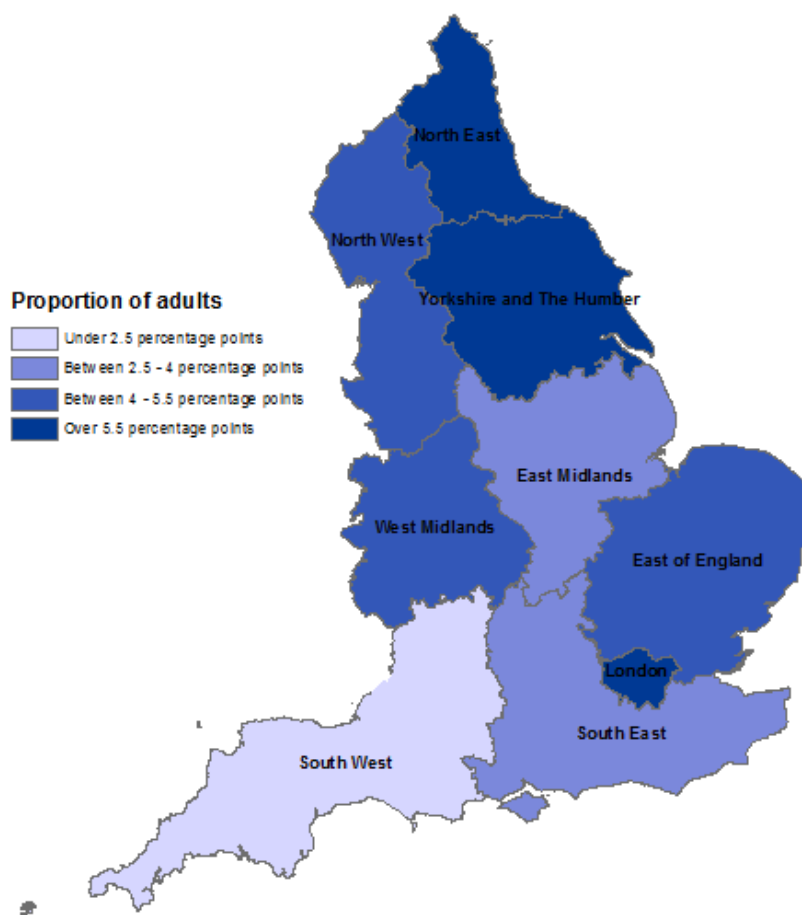 North East
North West
Yorkshire and The Humber
Proportion of adults
Under 2.5 percentage points
Between 2.5 - 4 percentage points
Between 4 - 5.5 percentage points
Over 5.5 percentage points
East Midlands
West Midlands
East of England
London
South East
South West